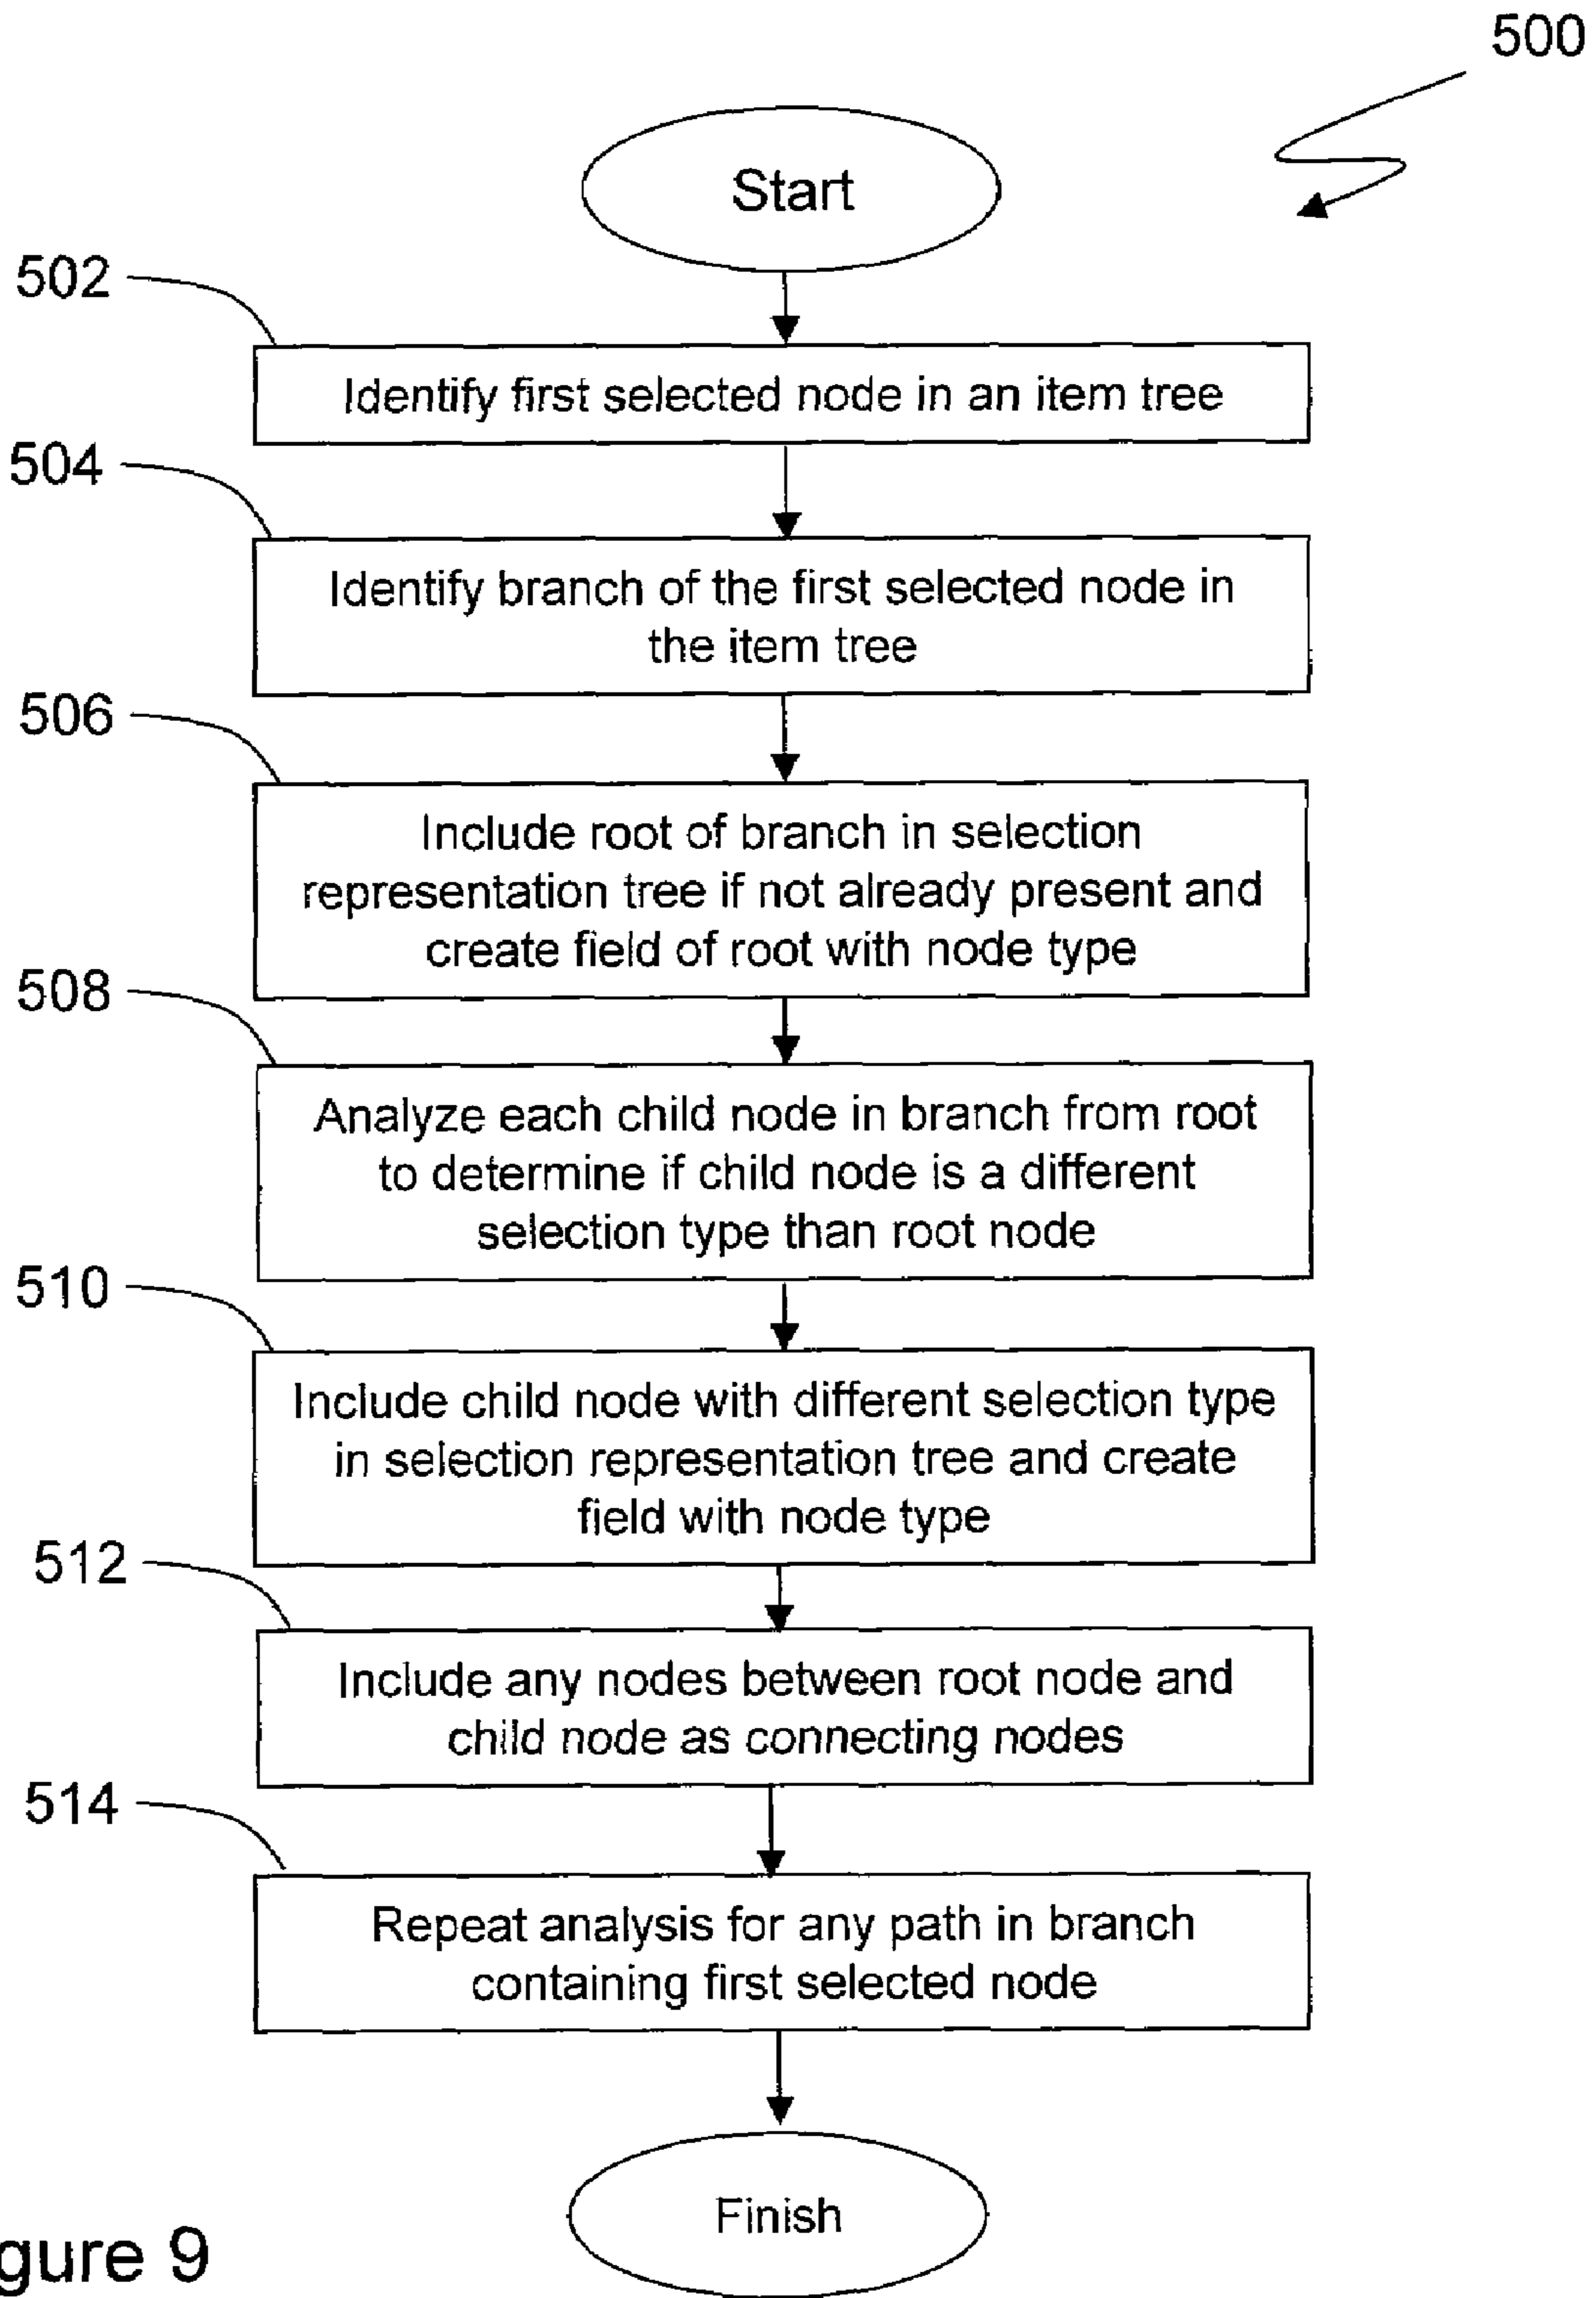 500
Start
502
Identify first selected node in an item tree
504
Identify branch of the first selected node in
the item tree
506
Include root of branch in selection
representation tree if not already present and
create field of root with node type
508
Analyze each child node in branch from root
to determine if child node is a different
selection type than root node
510
Include child node with different selection type
in selection representation tree and create
field with node type
512
Include any nodes between root node and
child node as connecting nodes
514
Repeat analysis for any path in branch
containing first selected node
Finish
gure 9